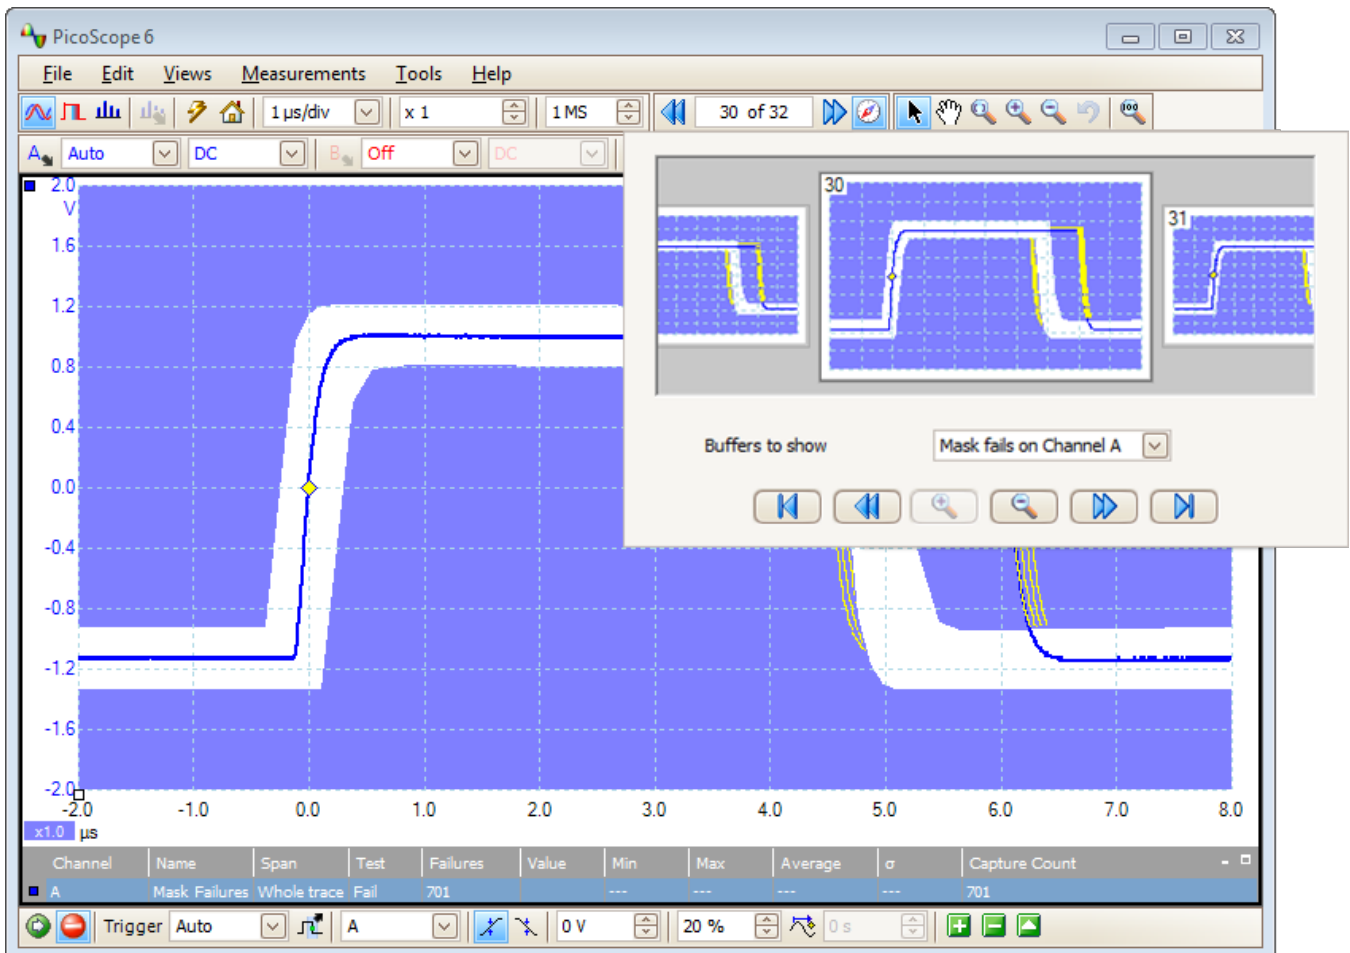 PicoScope 6
File Edit Views Measurements Tools Help
1 µs/div x 1 1 MS 30 of 32
A Auto DC B Off DC
2.0
V
1.6
1.2
0.8
0.4
0.0
-0.4
-0.8
-1.2
-1.6
-2.0
-2.0 -1.0 0.0 1.0 2.0 3.0 4.0 5.0 6.0 7.0 8.0
x1.0 µs
30
31
Buffers to show Mask fails on Channel A
Channel Name Span Test Failures Value Min Max Average σ Capture Count
A Mask Failures Whole trace Fail 701 --- --- --- --- 701
Trigger Auto A 0 V 20 % 0 s